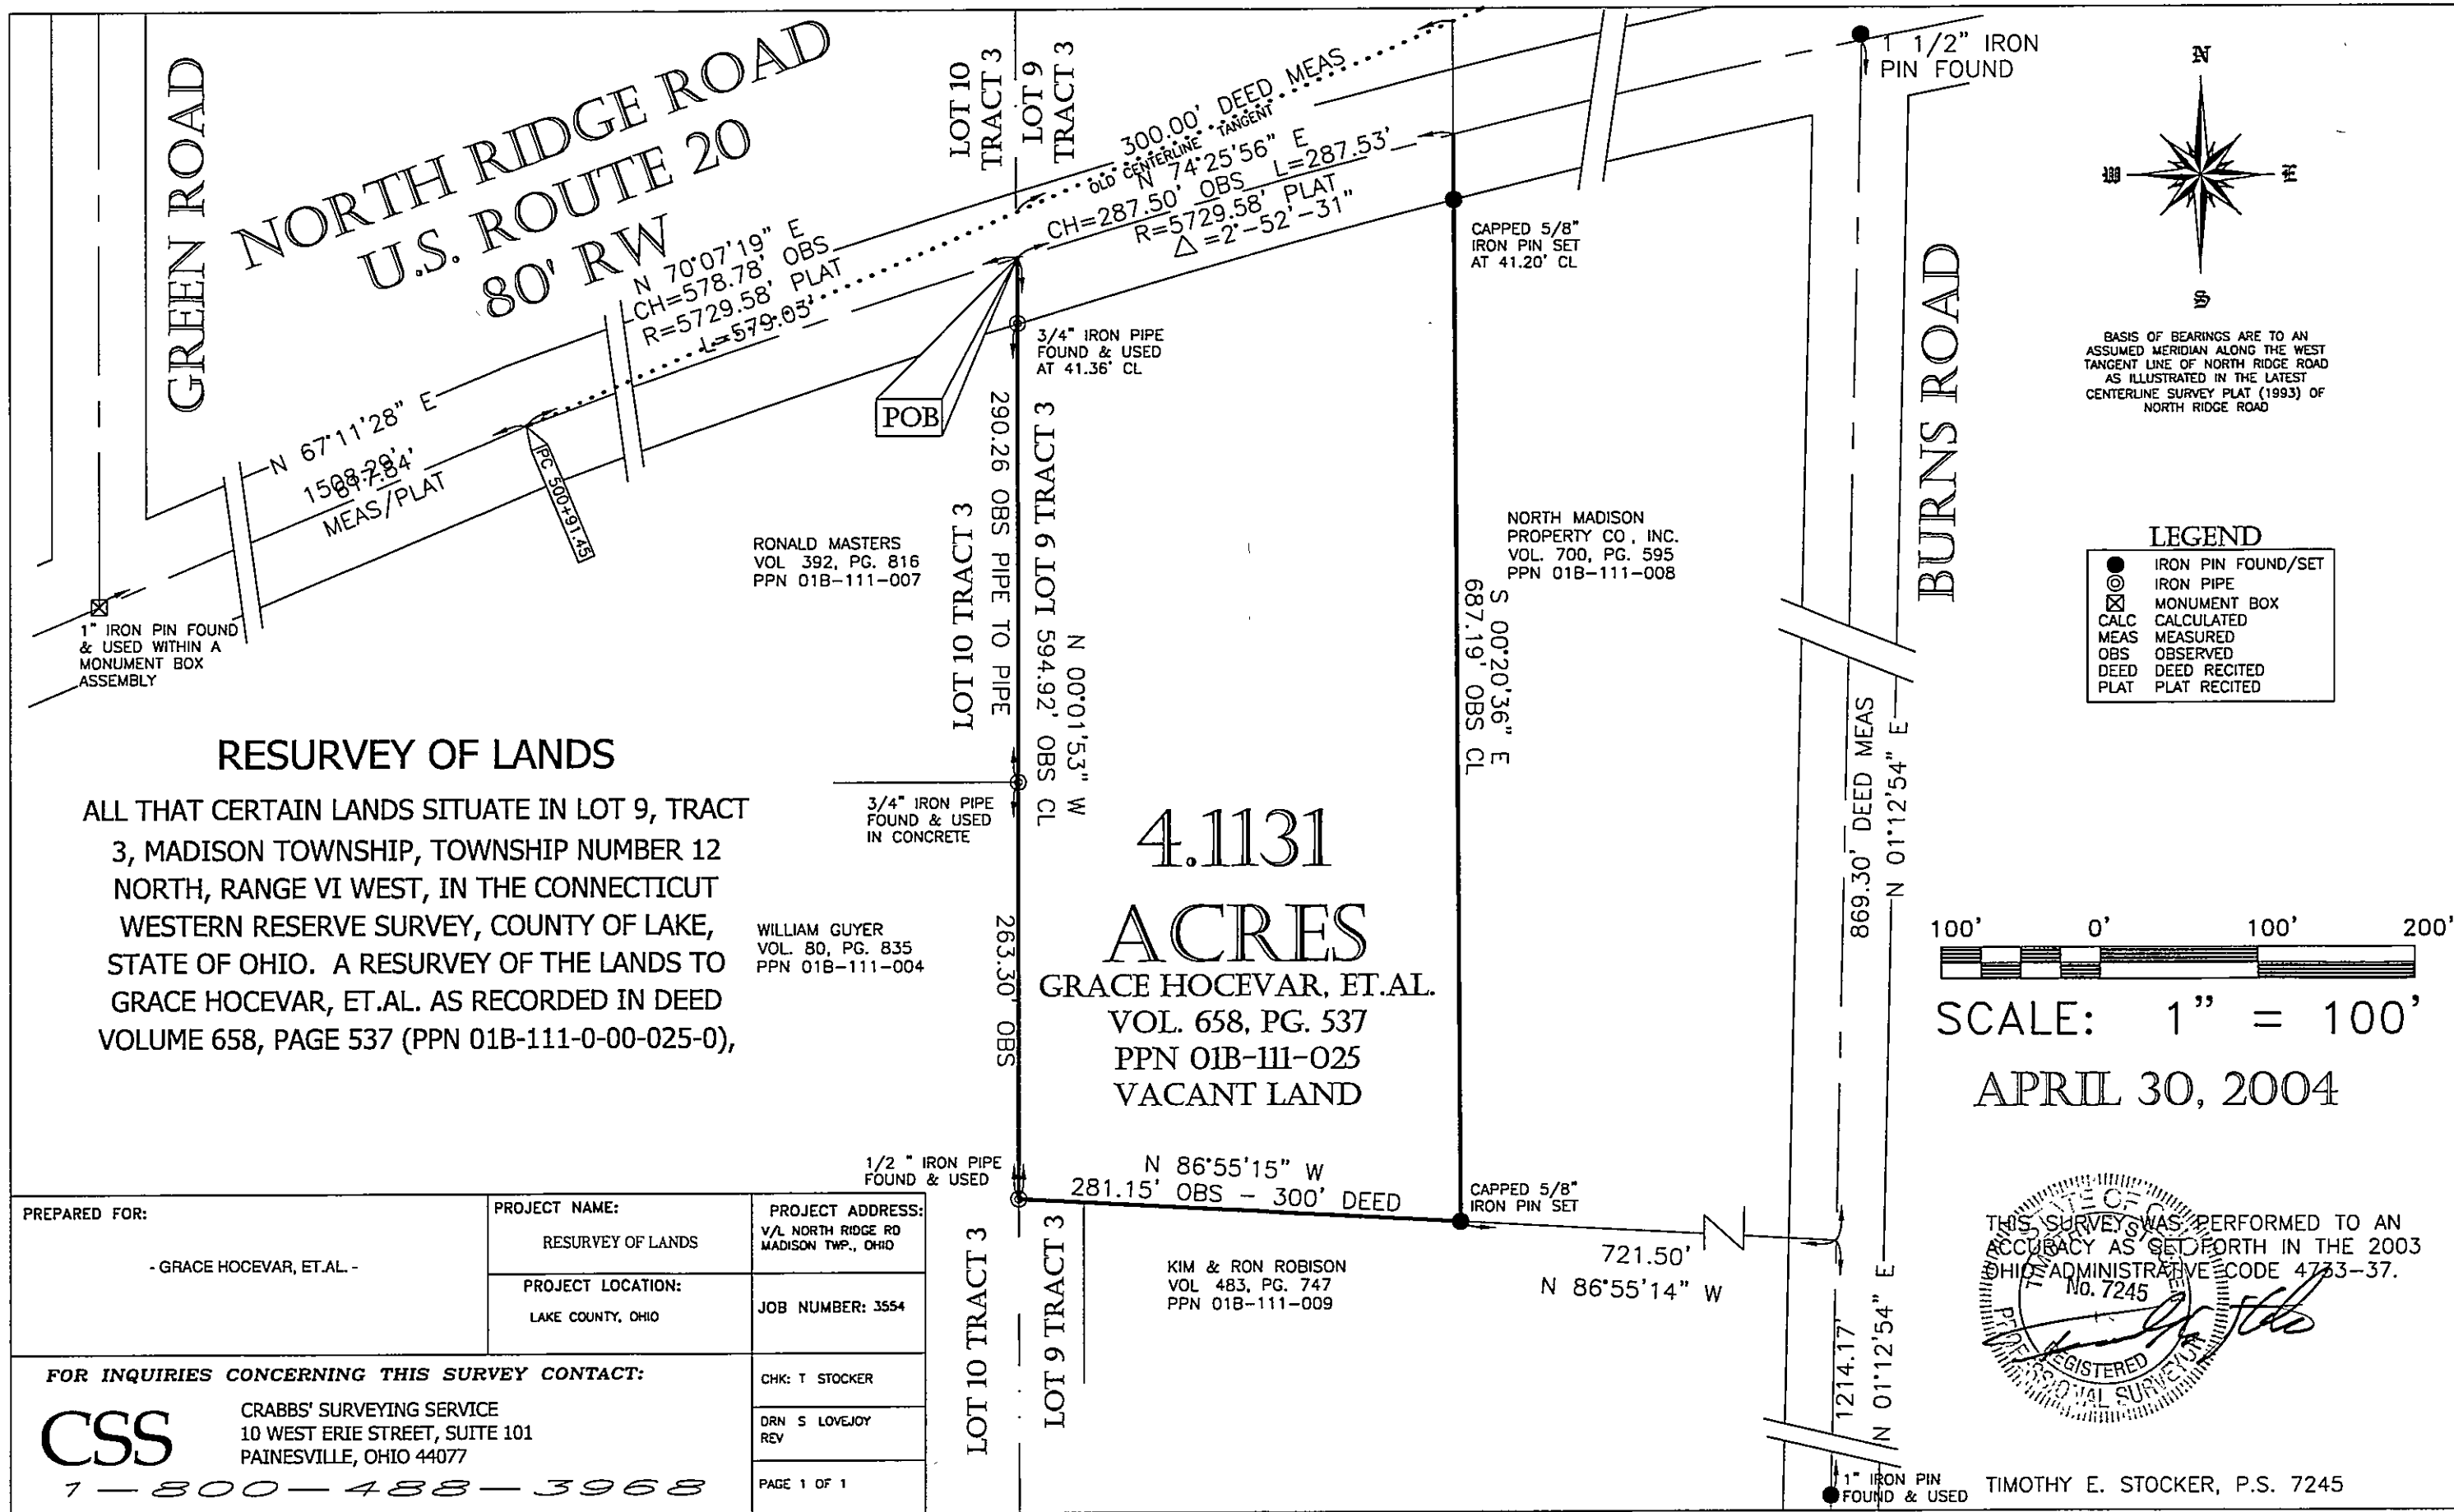 GREEN ROAD
NORTH RIDGE ROAD
U.S. ROUTE 20
80' RW
N 67°11'28" E
1508.29'
617.84'
MEAS/PLAT
PC 500+91.45
1" IRON PIN FOUND
& USED WITHIN A
MONUMENT BOX
ASSEMBLY
N 70°07'19" E
CH=578.78' OBS
R=5729.58' PLAT
L=579.03'
LOT 10
TRACT 3
LOT 9
TRACT 3
300.00' DEED MEAS
OLD CENTERLINE TANGENT
N 74°25'56" E
CH=287.50' OBS L=287.53'
R=5729.58' PLAT
Δ=2°-52'-31"
POB
3/4" IRON PIPE
FOUND & USED
AT 41.36' CL
CAPPED 5/8"
IRON PIN SET
AT 41.20' CL
1 1/2" IRON
PIN FOUND
N
W
E
S
BASIS OF BEARINGS ARE TO AN
ASSUMED MERIDIAN ALONG THE WEST
TANGENT LINE OF NORTH RIDGE ROAD
AS ILLUSTRATED IN THE LATEST
CENTERLINE SURVEY PLAT (1993) OF
NORTH RIDGE ROAD
BURNS ROAD
LEGEND
IRON PIN FOUND/SET
IRON PIPE
MONUMENT BOX
CALC CALCULATED
MEAS MEASURED
OBS OBSERVED
DEED DEED RECITED
PLAT PLAT RECITED
RONALD MASTERS
VOL 392, PG. 816
PPN 01B-111-007
LOT 10 TRACT 3
290.26 OBS PIPE TO PIPE
LOT 9 TRACT 3
N 00°01'53" W
594.92' OBS CL
NORTH MADISON
PROPERTY CO, INC.
VOL. 700, PG. 595
PPN 01B-111-008
S 00°20'36" E
687.19' OBS CL
869.30' DEED MEAS
N 01°12'54" E
RESURVEY OF LANDS
ALL THAT CERTAIN LANDS SITUATE IN LOT 9, TRACT
3, MADISON TOWNSHIP, TOWNSHIP NUMBER 12
NORTH, RANGE VI WEST, IN THE CONNECTICUT
WESTERN RESERVE SURVEY, COUNTY OF LAKE,
STATE OF OHIO. A RESURVEY OF THE LANDS TO
GRACE HOCEVAR, ET.AL. AS RECORDED IN DEED
VOLUME 658, PAGE 537 (PPN 01B-111-0-00-025-0),
3/4" IRON PIPE
FOUND & USED
IN CONCRETE
WILLIAM GUYER
VOL. 80, PG. 835
PPN 01B-111-004
263.30' OBS
4.1131
ACRES
GRACE HOCEVAR, ET.AL.
VOL. 658, PG. 537
PPN 01B-111-025
VACANT LAND
100' 0' 100' 200'
SCALE: 1" = 100'
APRIL 30, 2004
1/2 " IRON PIPE
FOUND & USED
N 86°55'15" W
281.15' OBS - 300' DEED
CAPPED 5/8"
IRON PIN SET
721.50'
N 86°55'14" W
KIM & RON ROBISON
VOL 483, PG. 747
PPN 01B-111-009
LOT 10 TRACT 3
LOT 9 TRACT 3
1214.17'
N 01°12'54" E
1" IRON PIN
FOUND & USED
THIS SURVEY WAS PERFORMED TO AN
ACCURACY AS SET FORTH IN THE 2003
OHIO ADMINISTRATIVE CODE 4733-37.
STATE OF
No. 7245
REGISTERED
PROFESSIONAL SURVEYOR
TIMOTHY E. STOCKER, P.S. 7245
PREPARED FOR:
- GRACE HOCEVAR, ET.AL. -
PROJECT NAME:
RESURVEY OF LANDS
PROJECT ADDRESS:
V/L NORTH RIDGE RD
MADISON TWP., OHIO
PROJECT LOCATION:
LAKE COUNTY, OHIO
JOB NUMBER: 3554
FOR INQUIRIES CONCERNING THIS SURVEY CONTACT:
CSS
CRABBS' SURVEYING SERVICE
10 WEST ERIE STREET, SUITE 101
PAINESVILLE, OHIO 44077
1-800-488-3968
CHK: T STOCKER
DRN S LOVEJOY
REV
PAGE 1 OF 1